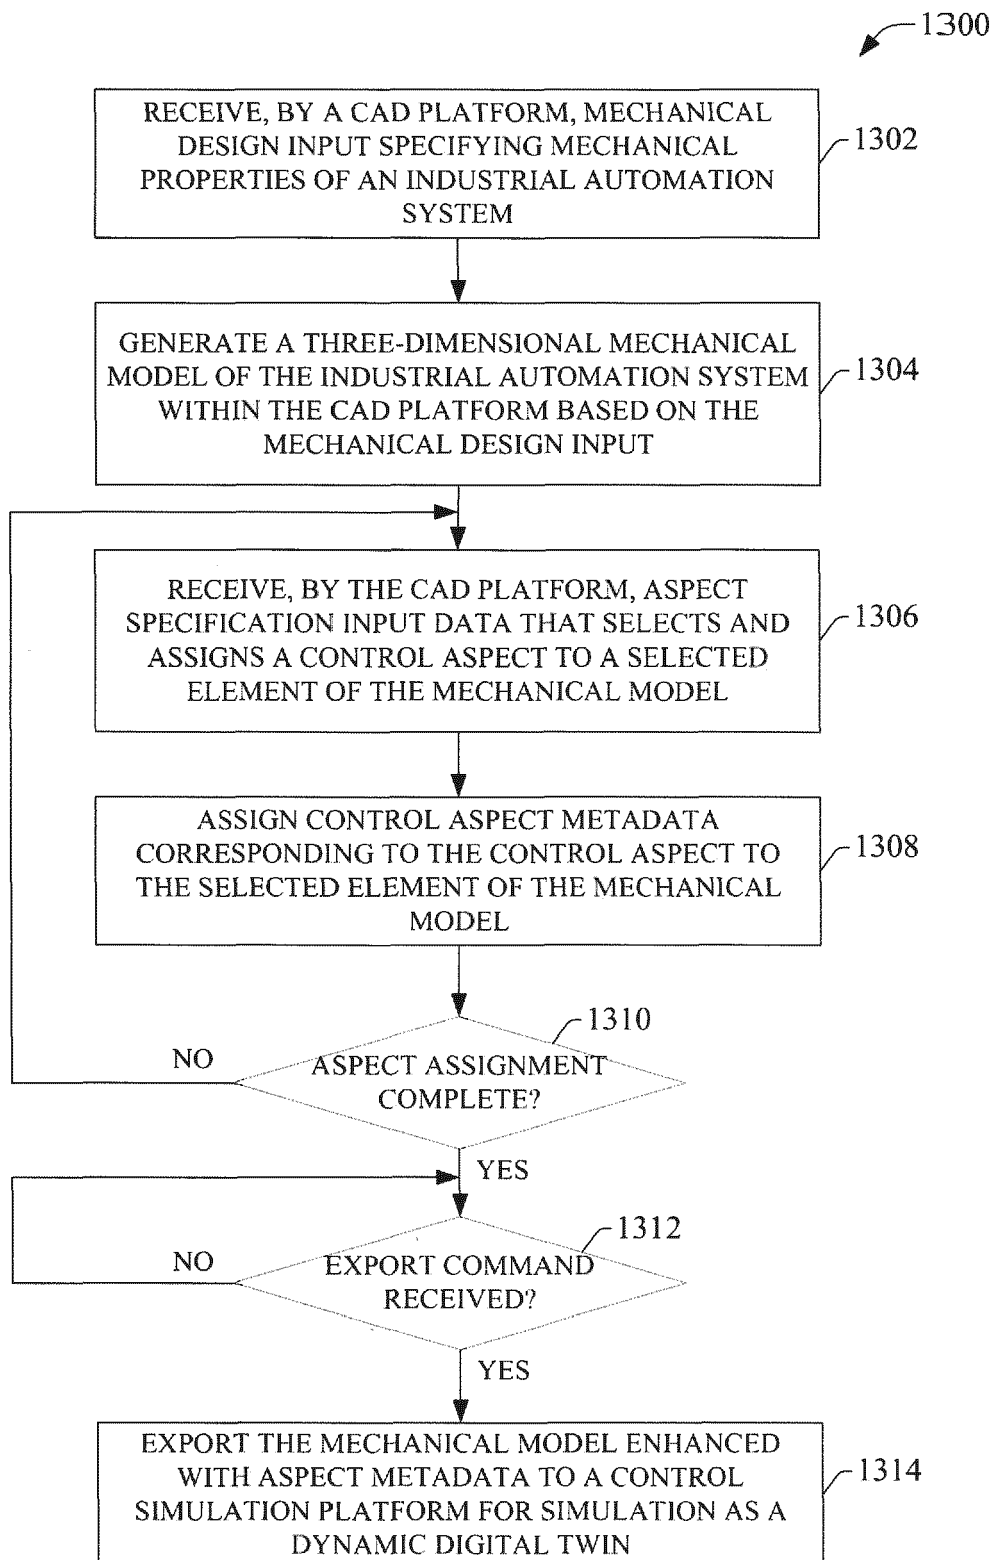 1300
RECEIVE, BY A CAD PLATFORM, MECHANICAL
DESIGN INPUT SPECIFYING MECHANICAL
PROPERTIES OF AN INDUSTRIAL AUTOMATION
SYSTEM
1302
GENERATE A THREE-DIMENSIONAL MECHANICAL
MODEL OF THE INDUSTRIAL AUTOMATION SYSTEM
WITHIN THE CAD PLATFORM BASED ON THE
MECHANICAL DESIGN INPUT
1304
RECEIVE, BY THE CAD PLATFORM, ASPECT
SPECIFICATION INPUT DATA THAT SELECTS AND
ASSIGNS A CONTROL ASPECT TO A SELECTED
ELEMENT OF THE MECHANICAL MODEL
1306
ASSIGN CONTROL ASPECT METADATA
CORRESPONDING TO THE CONTROL ASPECT TO
THE SELECTED ELEMENT OF THE MECHANICAL
MODEL
1308
1310
NO
ASPECT ASSIGNMENT
COMPLETE?
YES
1312
NO
EXPORT COMMAND
RECEIVED?
YES
EXPORT THE MECHANICAL MODEL ENHANCED
WITH ASPECT METADATA TO A CONTROL
SIMULATION PLATFORM FOR SIMULATION AS A
DYNAMIC DIGITAL TWIN
1314